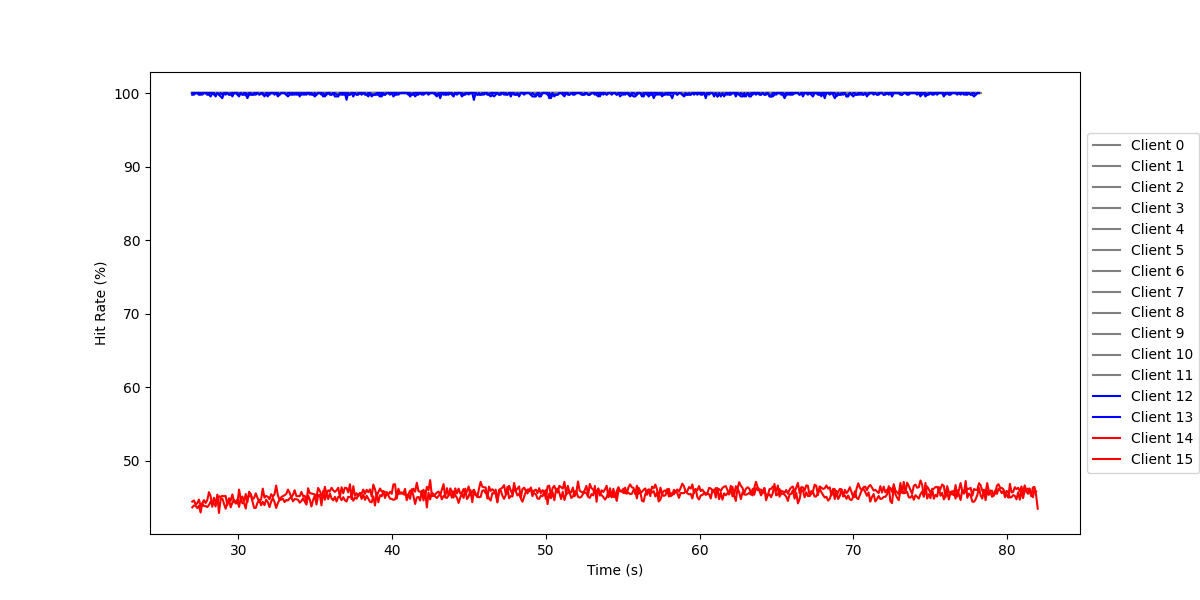 100
90
80
70
60
50
Hit Rate (%)
30
40
50
60
70
80
Time (s)
Client 0
Client 1
Client 2
Client 3
Client 4
Client 5
Client 6
Client 7
Client 8
Client 9
Client 10
Client 11
Client 12
Client 13
Client 14
Client 15